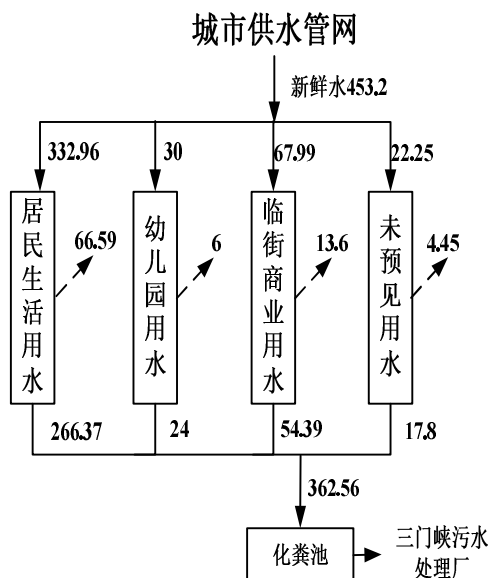 城市供水管网
新鲜水453.2
332.96
30
67.99
22.25
居民生活用水
66.59
幼儿园用水
6
临街商业用水
13.6
未预见用水
4.45
266.37
24
54.39
17.8
362.56
化粪池
三门峡污水
处理厂